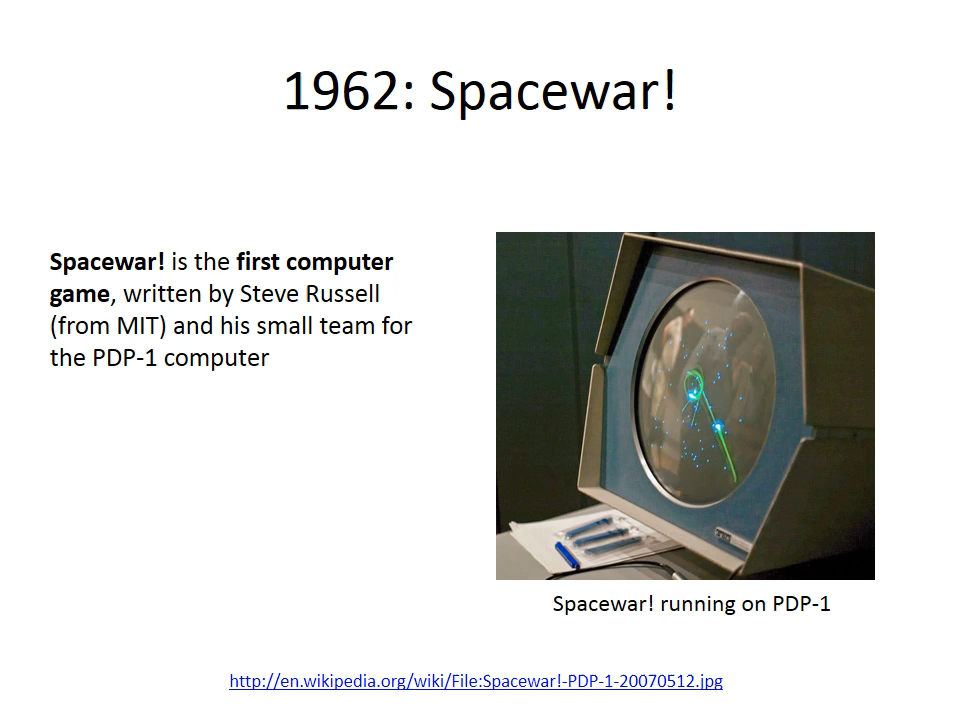 1962: Spacewar!
Spacewar! is the first computer
game, written by Steve Russell
(from MIT) and his small team for
the PDP-1 computer
Spacewar! running on PDP-1
http://en.wikipedia.org/wiki/File:Spacewar!-PDP-1-20070512.jpg